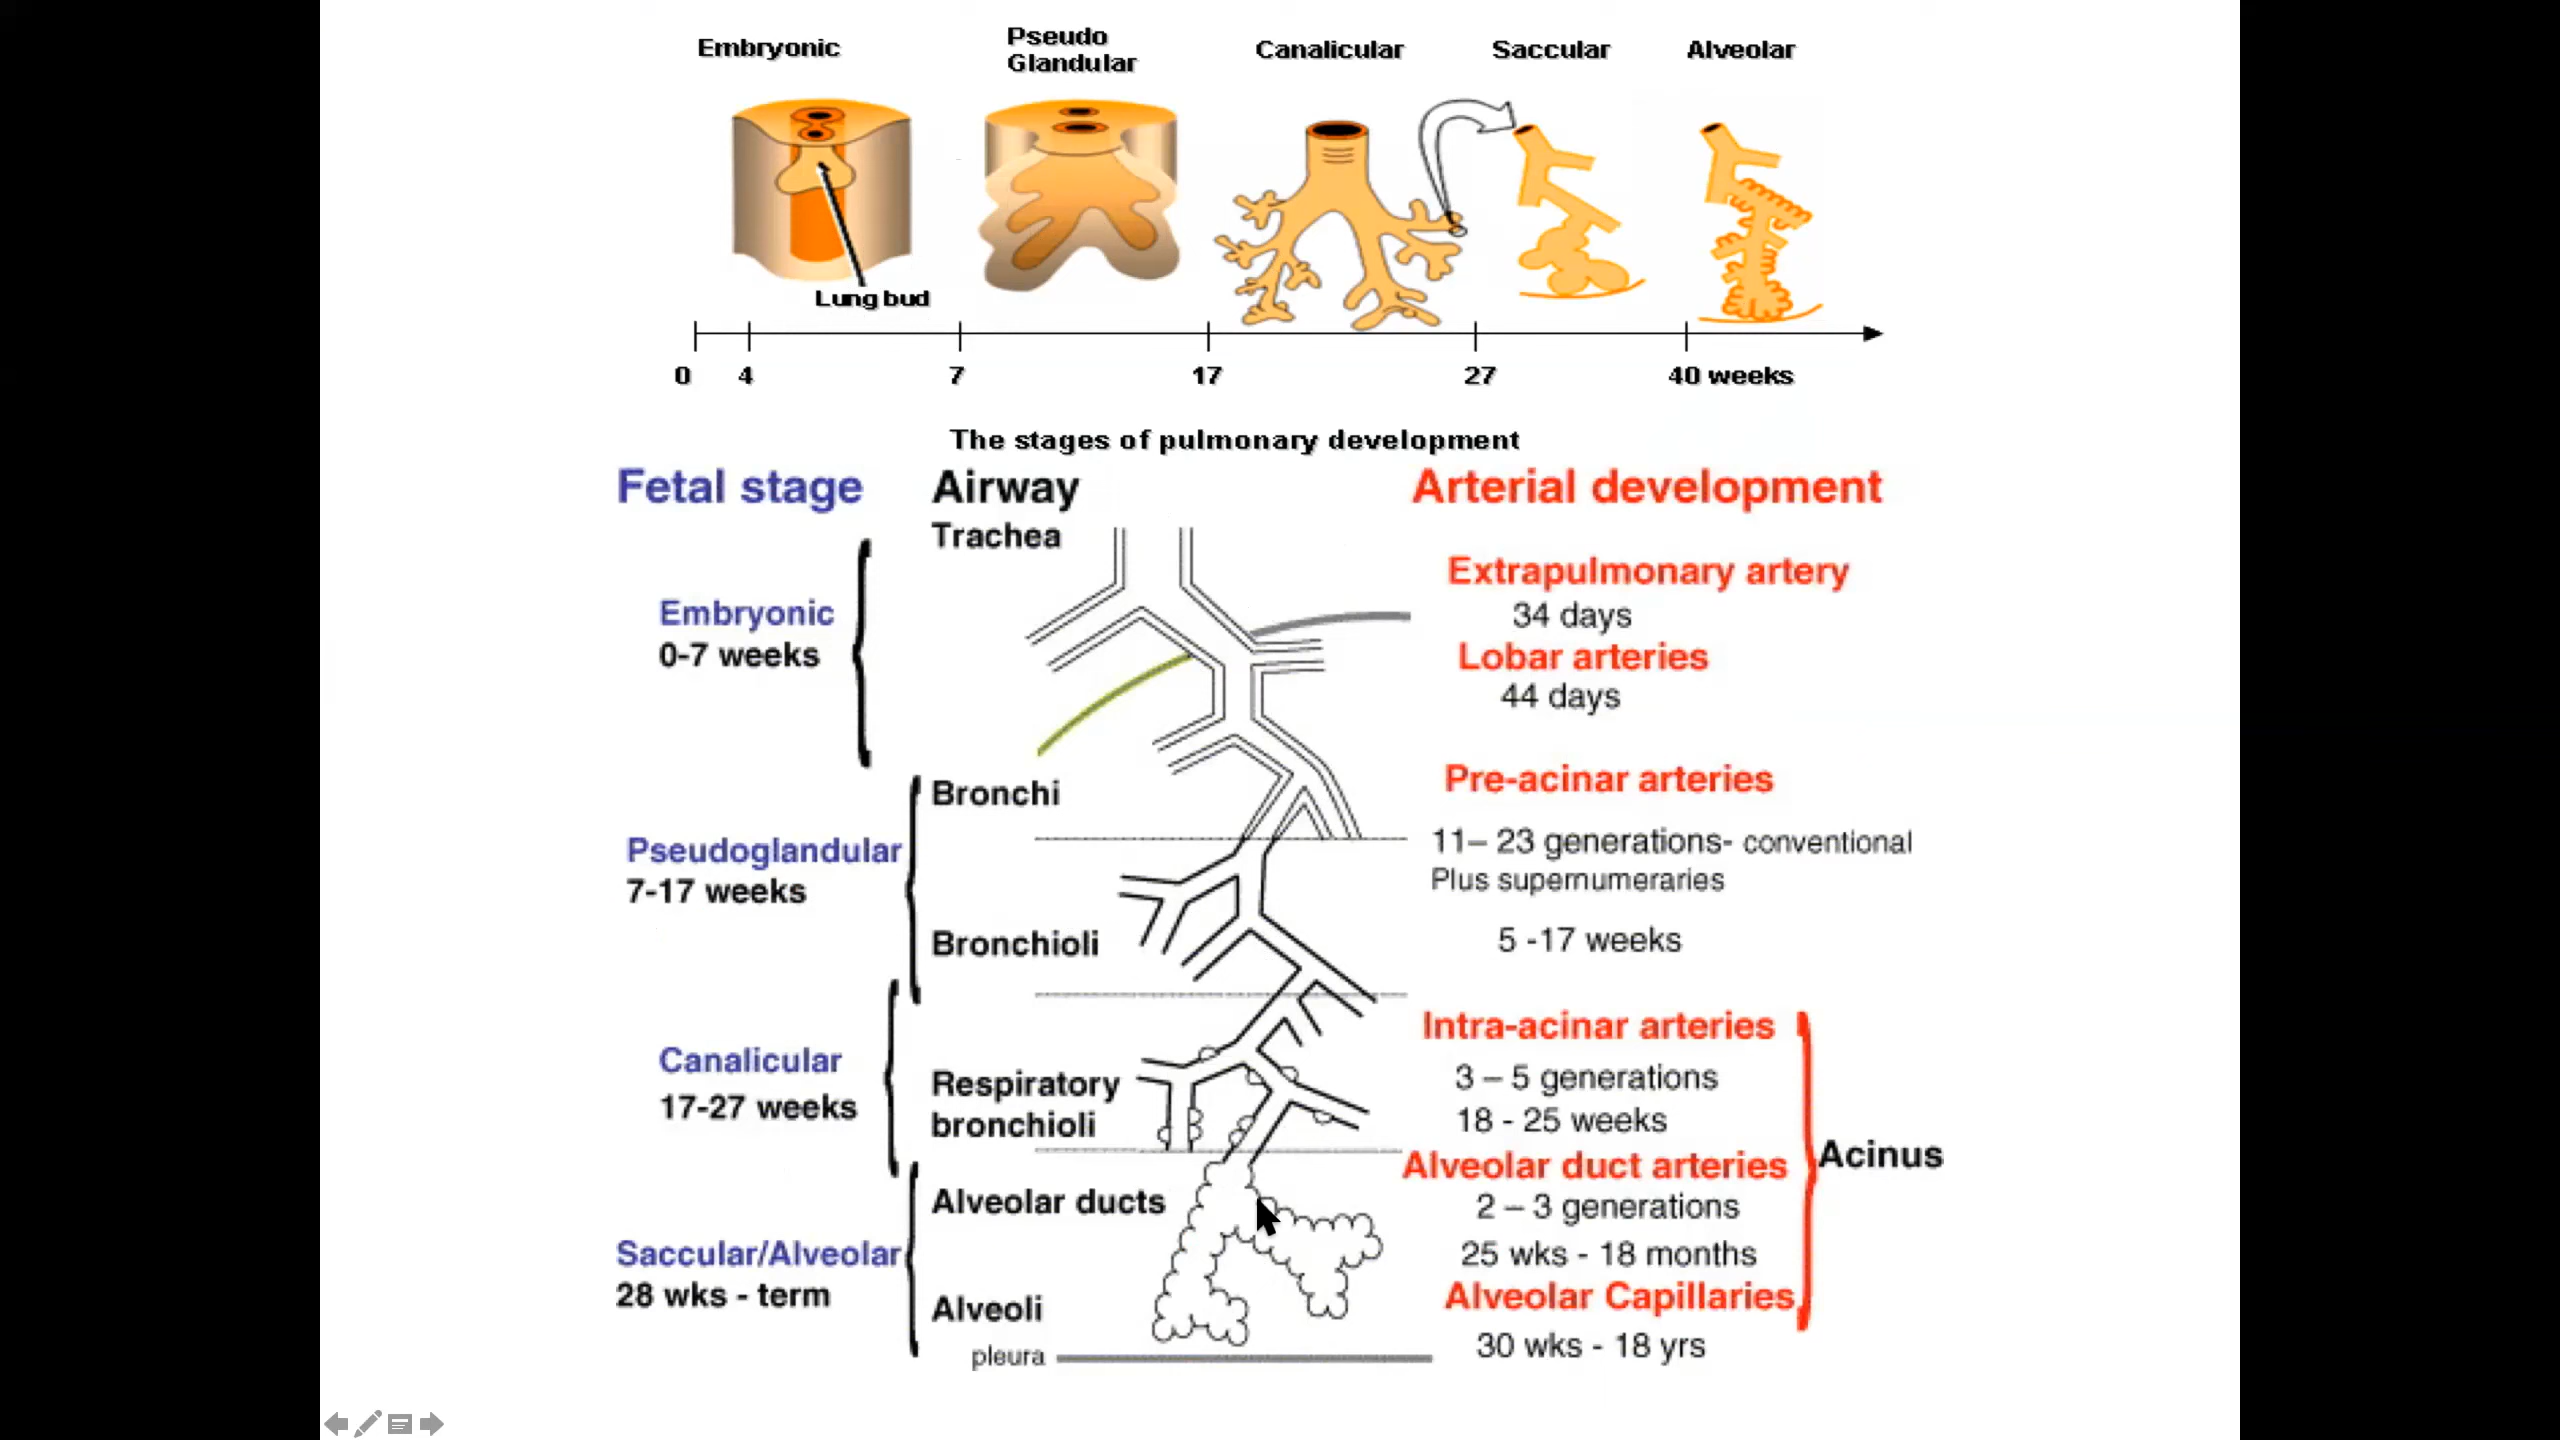 Embryonic
Pseudo
Glandular
Canalicular
Saccular
Alveolar
Lung bud
0 4 7 17 27 40 weeks
The stages of pulmonary development
Fetal stage
Airway
Arterial development
Trachea
Extrapulmonary artery
34 days
Embryonic
0-7 weeks
Lobar arteries
44 days
Bronchi
Pre-acinar arteries
11– 23 generations- conventional
Plus supernumeraries
Pseudoglandular
7-17 weeks
Bronchioli
5 -17 weeks
Intra-acinar arteries
Canalicular
17-27 weeks
Respiratory
bronchioli
3 – 5 generations
18 - 25 weeks
Acinus
Alveolar duct arteries
Alveolar ducts
2 – 3 generations
25 wks - 18 months
Saccular/Alveolar
28 wks - term
Alveoli
Alveolar Capillaries
30 wks - 18 yrs
pleura